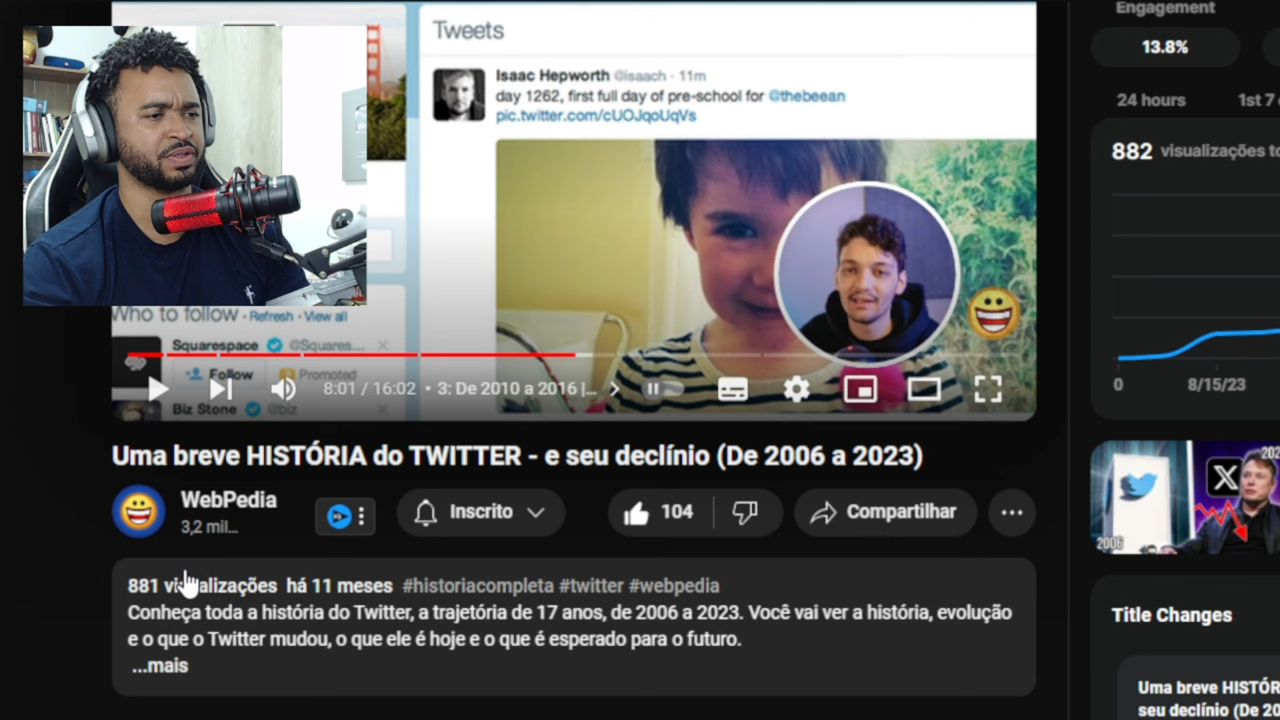 Tweets
Isaac Hepworth @isaach · 11m
day 1262, first full day of pre-school for @thebeean
pic.twitter.com/cUOJqoUqVs
Who to follow · Refresh · View all
Squarespace @Squares...
Follow Promoted
Biz Stone @biz
8:01 / 16:02 • 3: De 2010 a 2016 |...
Uma breve HISTÓRIA do TWITTER - e seu declínio (De 2006 a 2023)
WebPedia
3,2 mil...
Inscrito
104
Compartilhar
881 visualizações há 11 meses #historiacompleta #twitter #webpedia
Conheça toda a história do Twitter, a trajetória de 17 anos, de 2006 a 2023. Você vai ver a história, evolução
e o que o Twitter mudou, o que ele é hoje e o que é esperado para o futuro.
...mais
Engagement
13.8%
24 hours 1st 7
882 visualizações to
0 8/15/23
202
X
2006
Title Changes
Uma breve HISTÓR
seu declínio (De 20